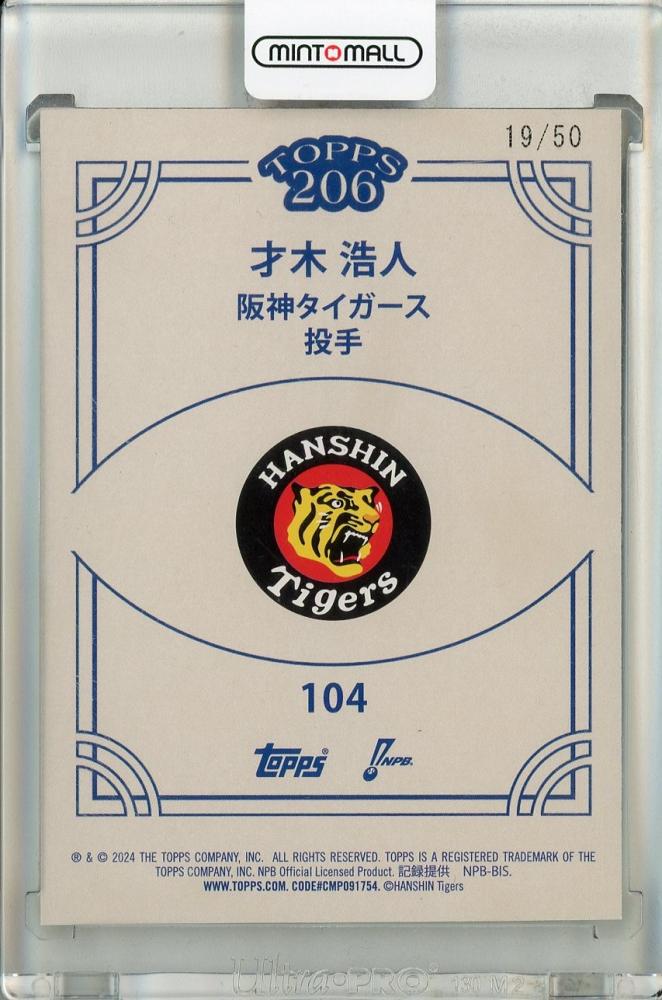 MINT MALL
19/50
TOPPS
206
才木 浩人
阪神タイガース
投手
HANSHIN
Tigers
104
topps®
NPB®
® & © 2024 THE TOPPS COMPANY, INC. ALL RIGHTS RESERVED. TOPPS IS A REGISTERED TRADEMARK OF THE
TOPPS COMPANY, INC. NPB Official Licensed Product. 記録提供 NPB-BIS.
WWW.TOPPS.COM. CODE#CMP091754. ©HANSHIN Tigers
Ultra•PRO®